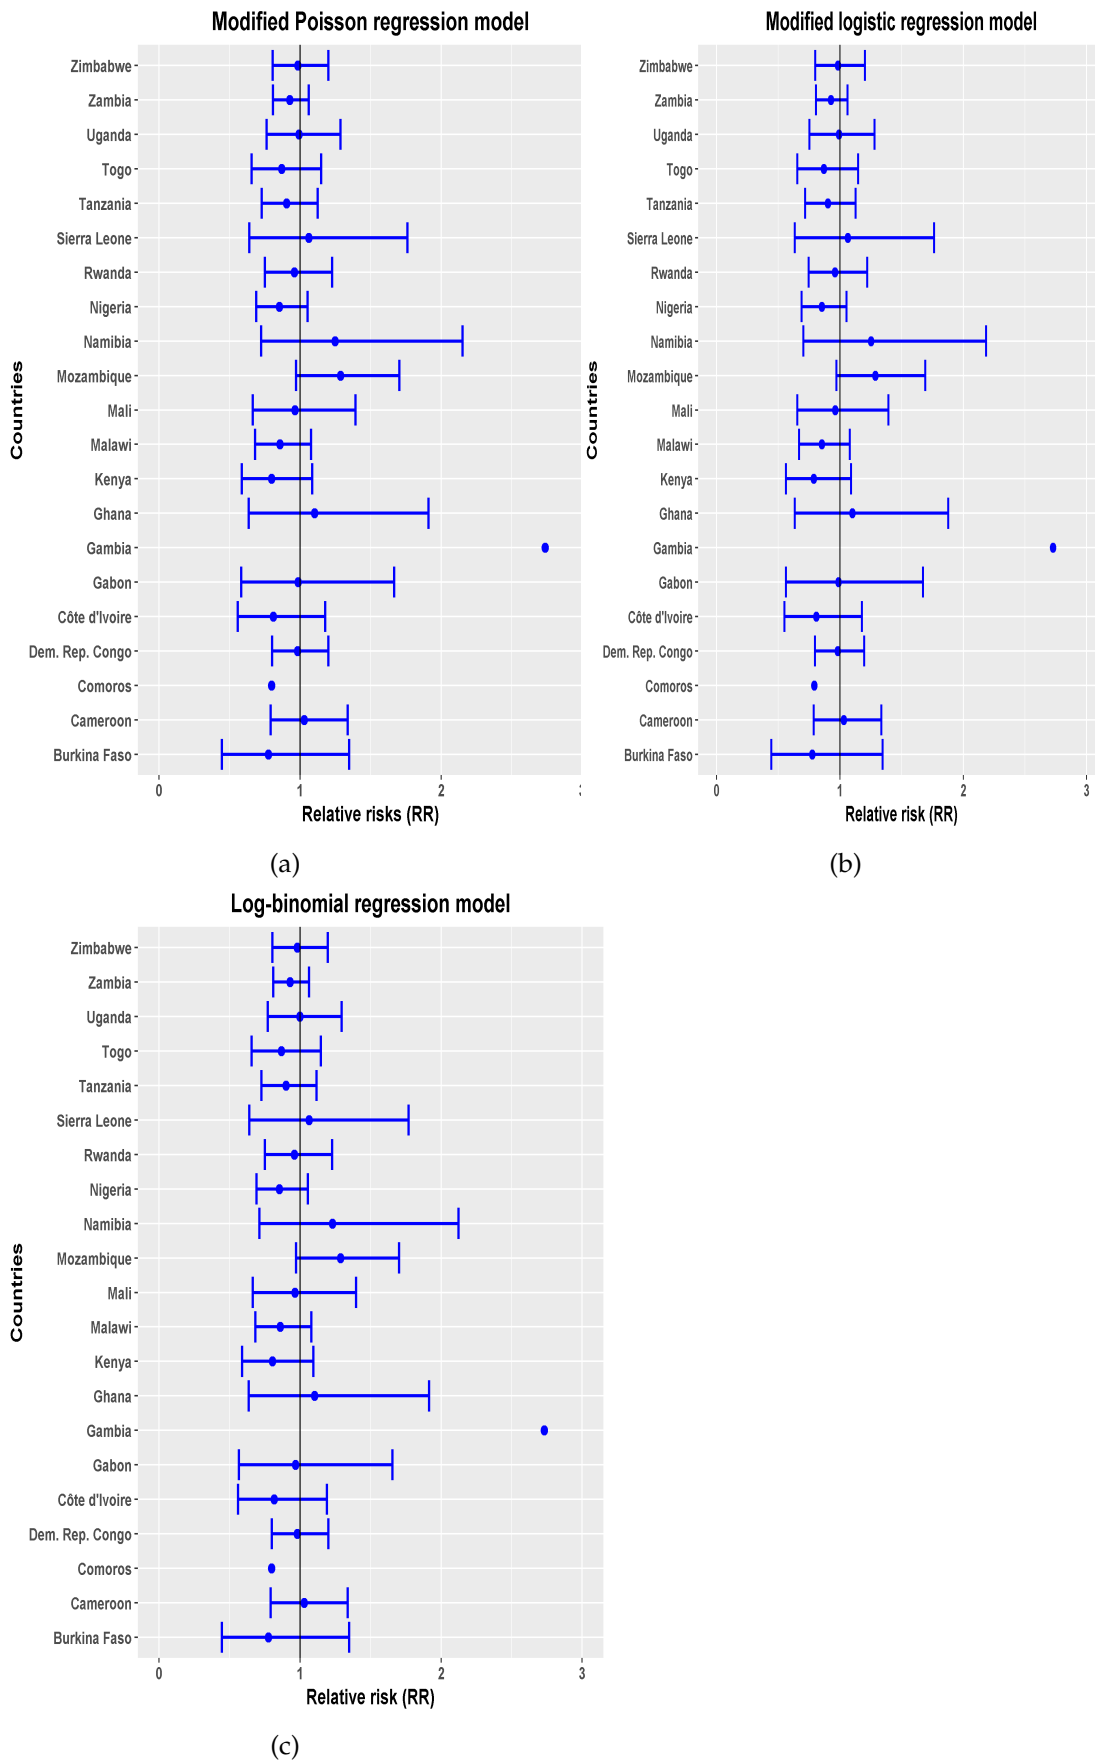 Modified Poisson regression model
Zimbabwe
Zambia
Uganda
Togo
Tanzania
Sierra Leone
Rwanda
Nigeria
Namibia
Mozambique
Mali
Malawi
Kenya
Ghana
Gambia
Gabon
Côte d'Ivoire
Dem. Rep. Congo
Comoros
Cameroon
Burkina Faso
Countries
0 1 2
Relative risks (RR)
(a)
Modified logistic regression model
Zimbabwe
Zambia
Uganda
Togo
Tanzania
Sierra Leone
Rwanda
Nigeria
Namibia
Mozambique
Mali
Malawi
Kenya
Ghana
Gambia
Gabon
Côte d'Ivoire
Dem. Rep. Congo
Comoros
Cameroon
Burkina Faso
Countries
0 1 2 3
Relative risk (RR)
(b)
Log-binomial regression model
Zimbabwe
Zambia
Uganda
Togo
Tanzania
Sierra Leone
Rwanda
Nigeria
Namibia
Mozambique
Mali
Malawi
Kenya
Ghana
Gambia
Gabon
Côte d'Ivoire
Dem. Rep. Congo
Comoros
Cameroon
Burkina Faso
Countries
0 1 2 3
Relative risk (RR)
(c)